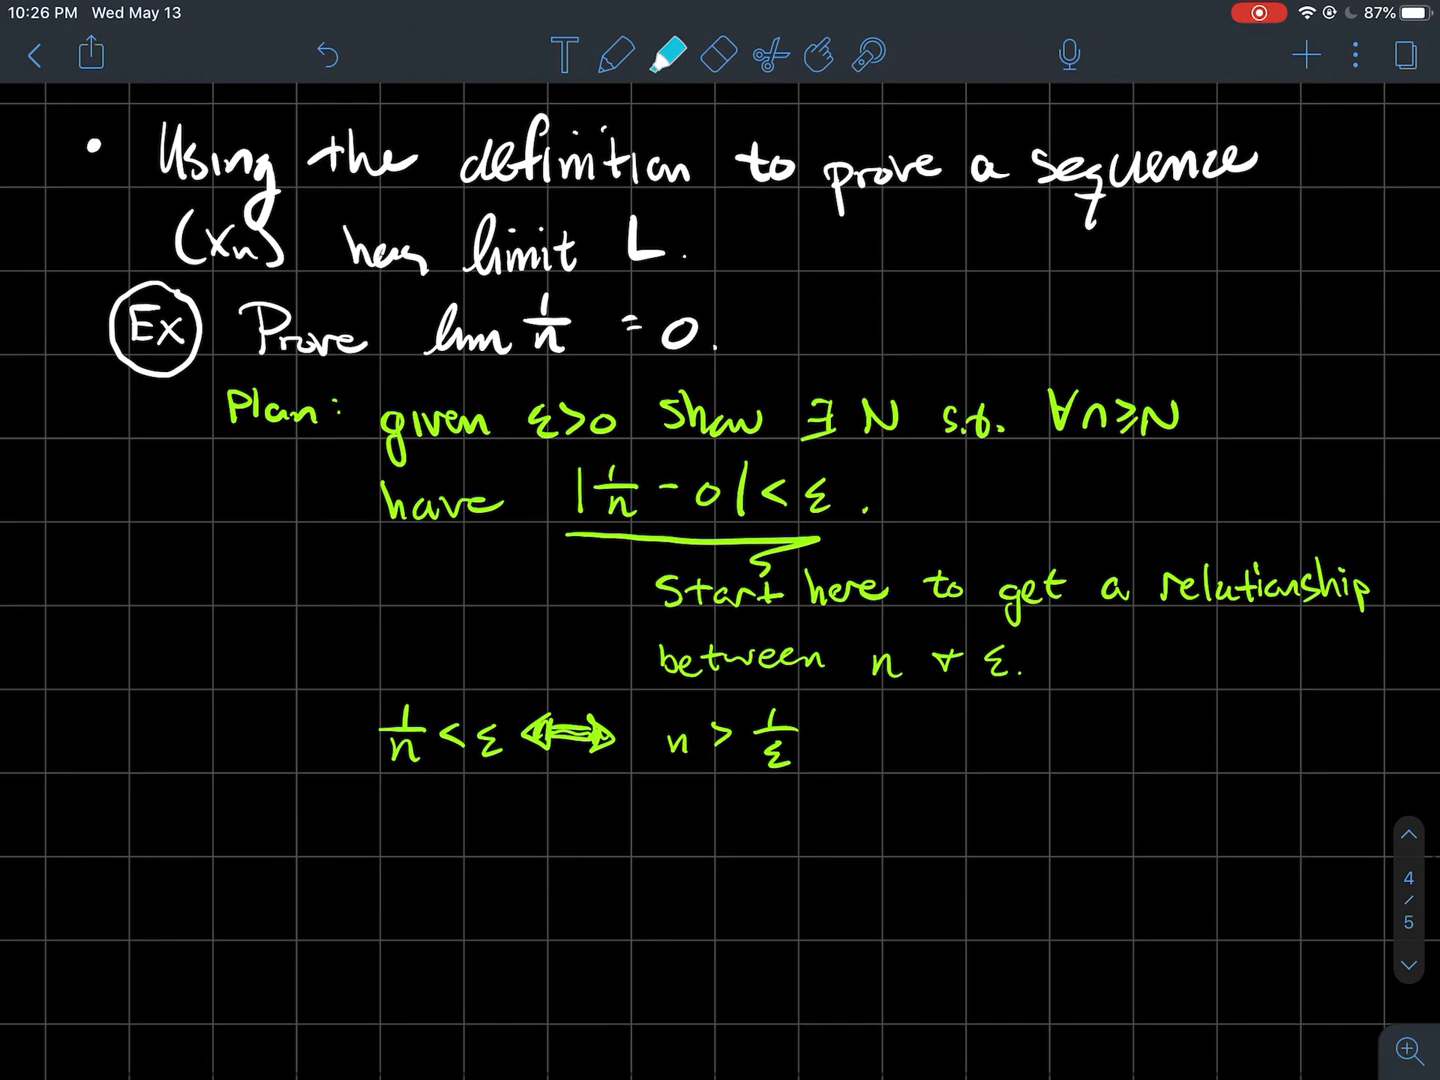 10:26 PM Wed May 13 87%
• Using the definition to prove a sequence
(xn) has limit L.
Ex Prove lim 1/n = 0.
Plan: given ε>0 show ∃ N s.t. ∀n≥N
have |1/n - 0| < ε.
Start here to get a relationship
between n + ε.
1/n < ε ⟺ n > 1/ε
4
/
5